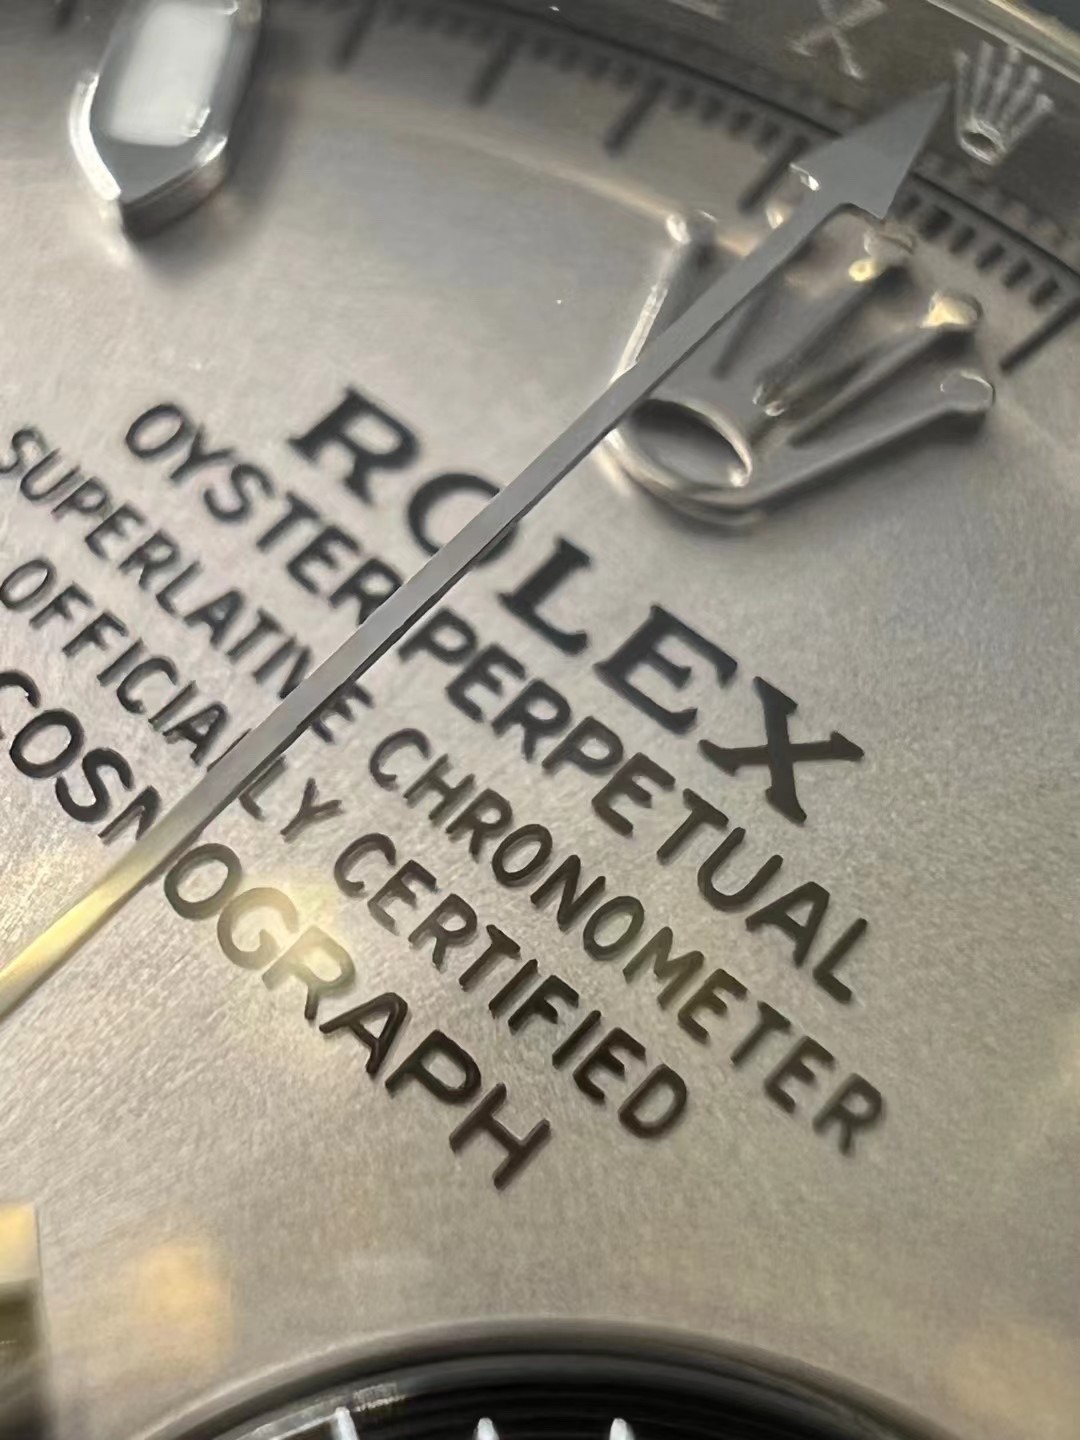 X
ROLEX
OYSTER PERPETUAL
SUPERLATIVE CHRONOMETER
OFFICIALLY CERTIFIED
COSMOGRAPH